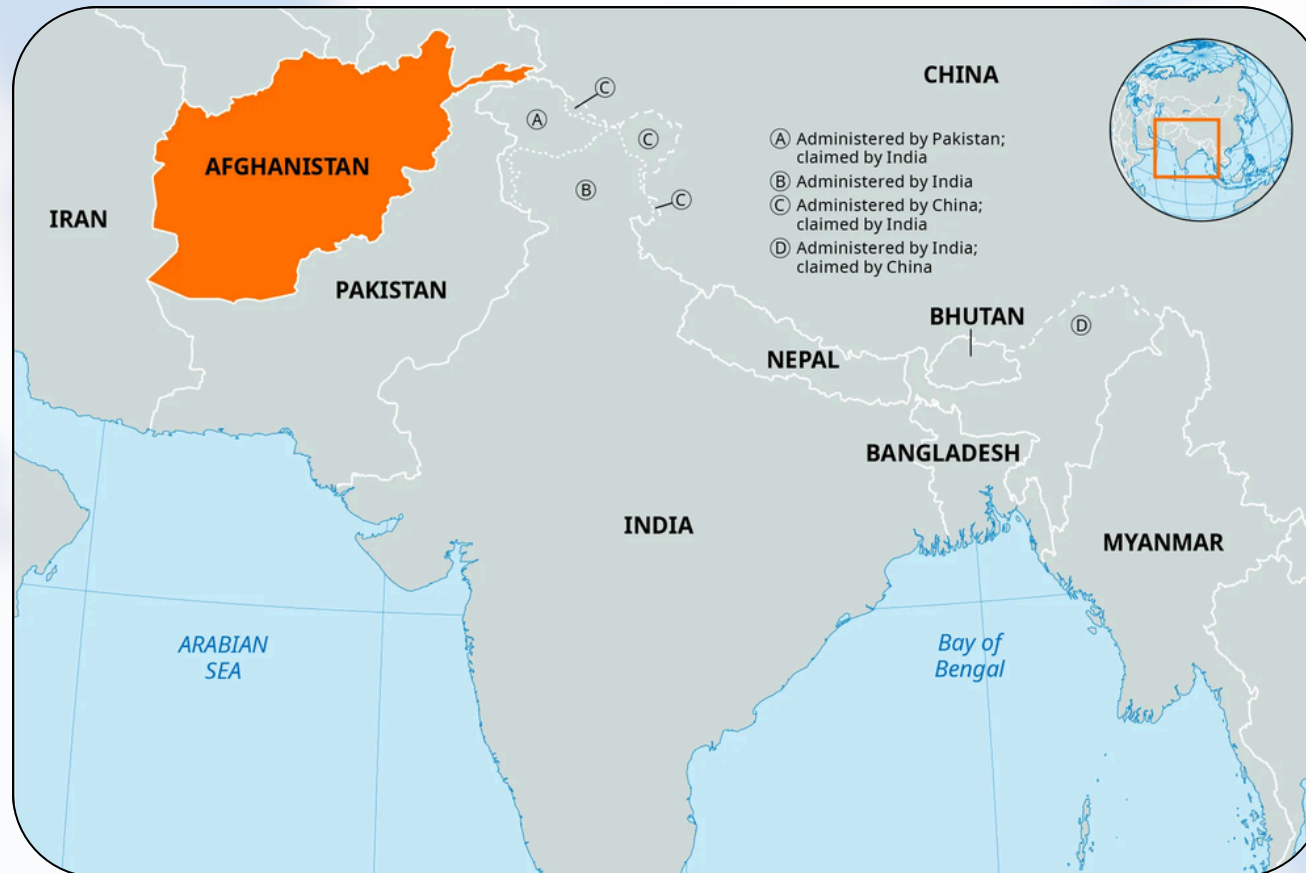 CHINA
AFGHANISTAN
IRAN
PAKISTAN
A
C
C
B
C
Ⓐ Administered by Pakistan;
claimed by India
Ⓑ Administered by India
Ⓒ Administered by China;
claimed by India
Ⓓ Administered by India;
claimed by China
BHUTAN
D
NEPAL
BANGLADESH
INDIA
MYANMAR
ARABIAN
SEA
Bay of
Bengal